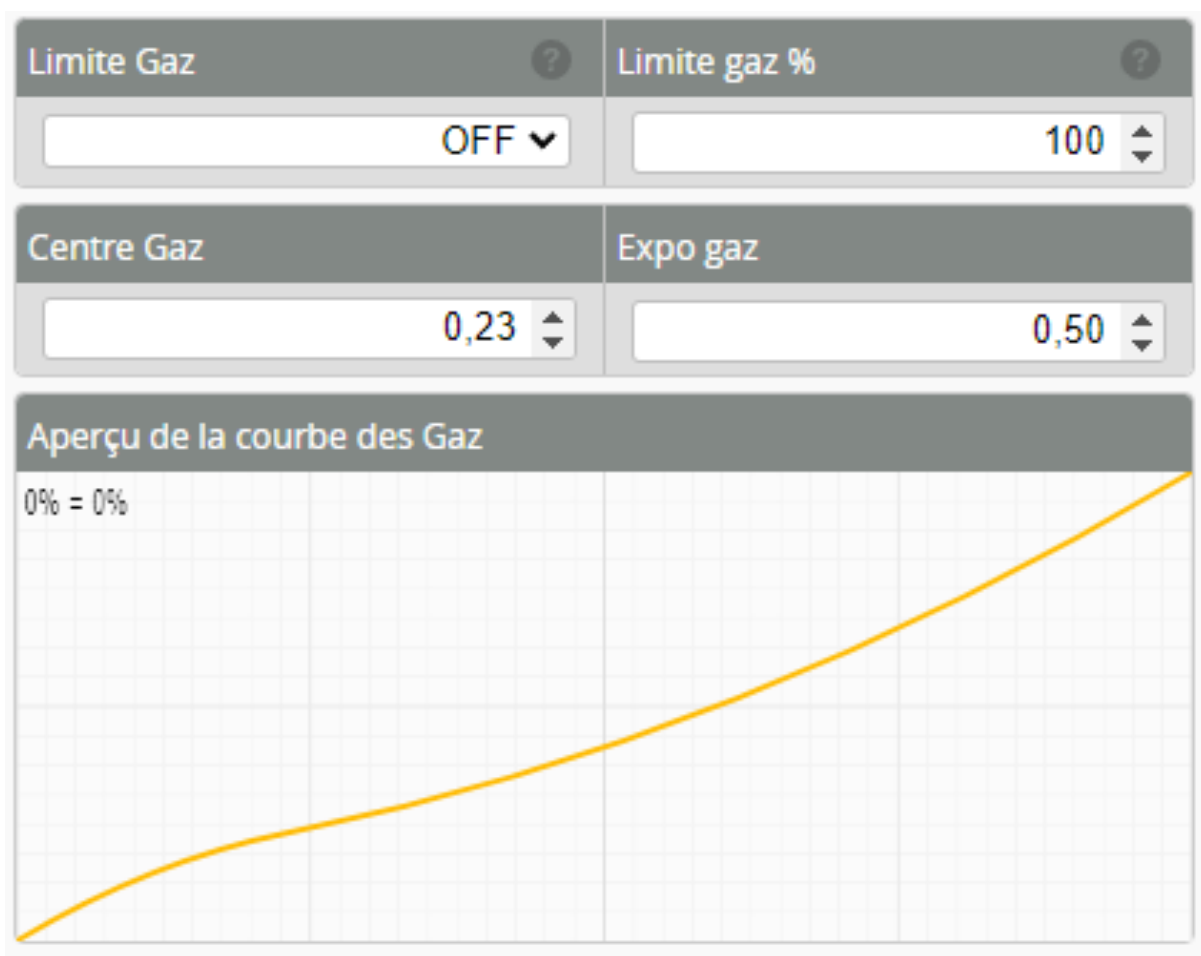 Limite Gaz ? Limite gaz % ?
OFF 100
Centre Gaz Expo gaz
0,23 0,50
Aperçu de la courbe des Gaz
0% = 0%